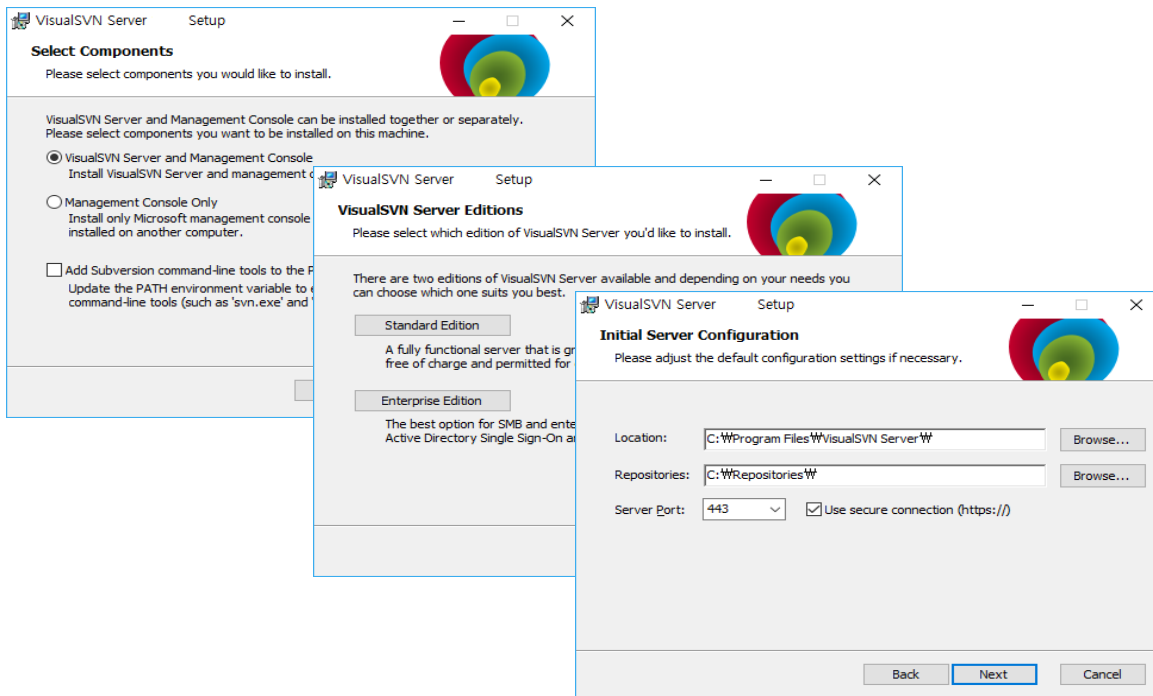 VisualSVN Server Setup
Select Components
Please select components you would like to install.
VisualSVN Server and Management Console can be installed together or separately.
Please select components you want to be installed on this machine.
VisualSVN Server and Management Console
Install VisualSVN Server and management
Management Console Only
Install only Microsoft management console
installed on another computer.
Add Subversion command-line tools to the
Update the PATH environment variable to
command-line tools (such as 'svn.exe' and '
VisualSVN Server Setup
VisualSVN Server Editions
Please select which edition of VisualSVN Server you'd like to install.
There are two editions of VisualSVN Server available and depending on your needs you
can choose which one suits you best.
Standard Edition
A fully functional server that is
free of charge and permitted for
Enterprise Edition
The best option for SMB and
Active Directory Single Sign-On
VisualSVN Server Setup
Initial Server Configuration
Please adjust the default configuration settings if necessary.
Location: C:₩Program Files₩VisualSVN Server₩ Browse...
Repositories: C:₩Repositories₩ Browse...
Server Port: 443 Use secure connection (https://)
Back Next Cancel